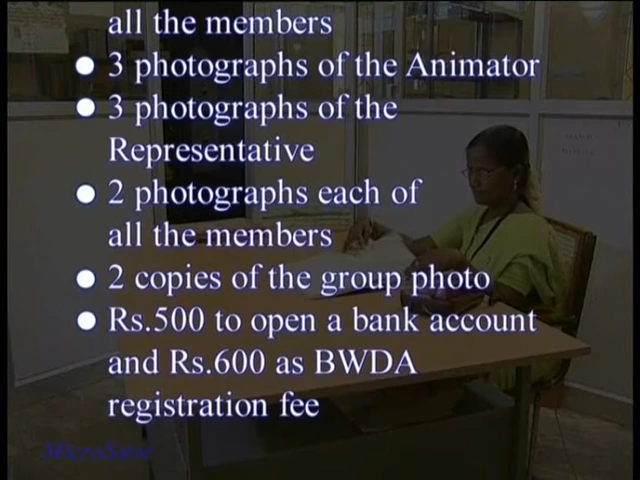 all the members
● 3 photographs of the Animator
● 3 photographs of the
Representative
● 2 photographs each of
all the members
● 2 copies of the group photo
● Rs.500 to open a bank account
and Rs.600 as BWDA
registration fee
MicroSave